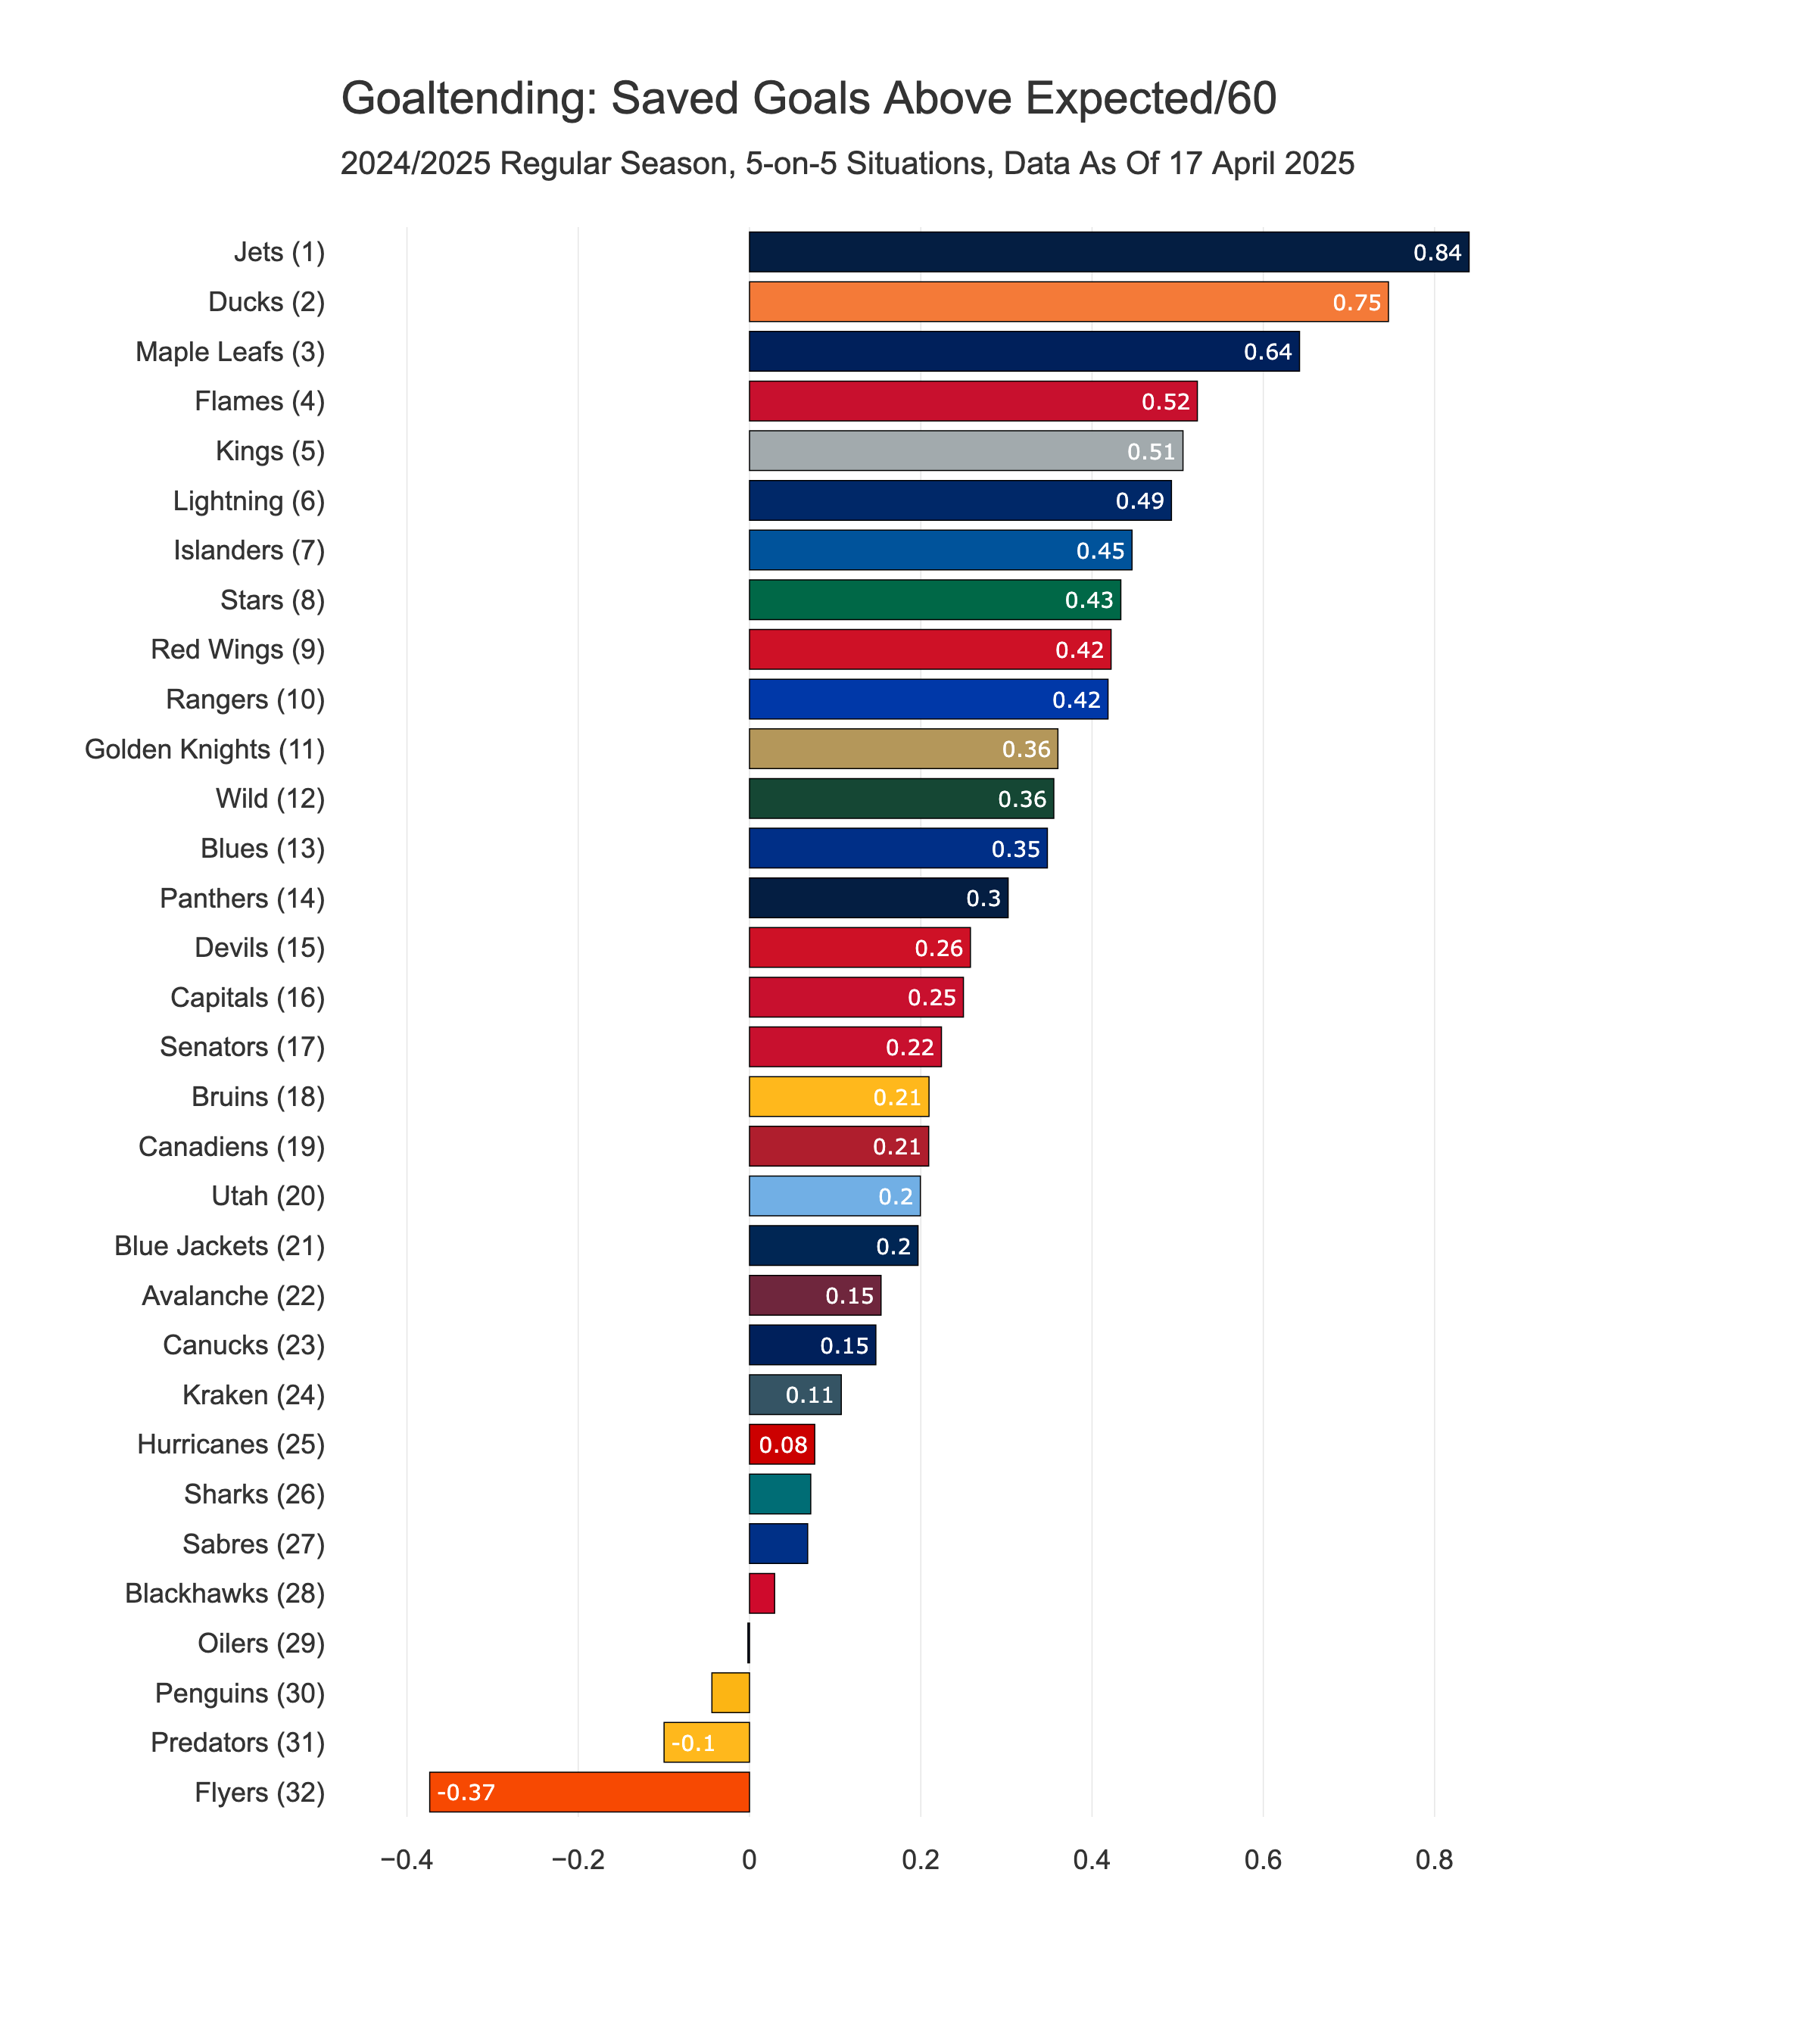 Goaltending: Saved Goals Above Expected/60
2024/2025 Regular Season, 5-on-5 Situations, Data As Of 17 April 2025
Jets (1) 0.84
Ducks (2) 0.75
Maple Leafs (3) 0.64
Flames (4) 0.52
Kings (5) 0.51
Lightning (6) 0.49
Islanders (7) 0.45
Stars (8) 0.43
Red Wings (9) 0.42
Rangers (10) 0.42
Golden Knights (11) 0.36
Wild (12) 0.36
Blues (13) 0.35
Panthers (14) 0.3
Devils (15) 0.26
Capitals (16) 0.25
Senators (17) 0.22
Bruins (18) 0.21
Canadiens (19) 0.21
Utah (20) 0.2
Blue Jackets (21) 0.2
Avalanche (22) 0.15
Canucks (23) 0.15
Kraken (24) 0.11
Hurricanes (25) 0.08
Sharks (26)
Sabres (27)
Blackhawks (28)
Oilers (29)
Penguins (30)
Predators (31) -0.1
Flyers (32) -0.37
−0.4 −0.2 0 0.2 0.4 0.6 0.8